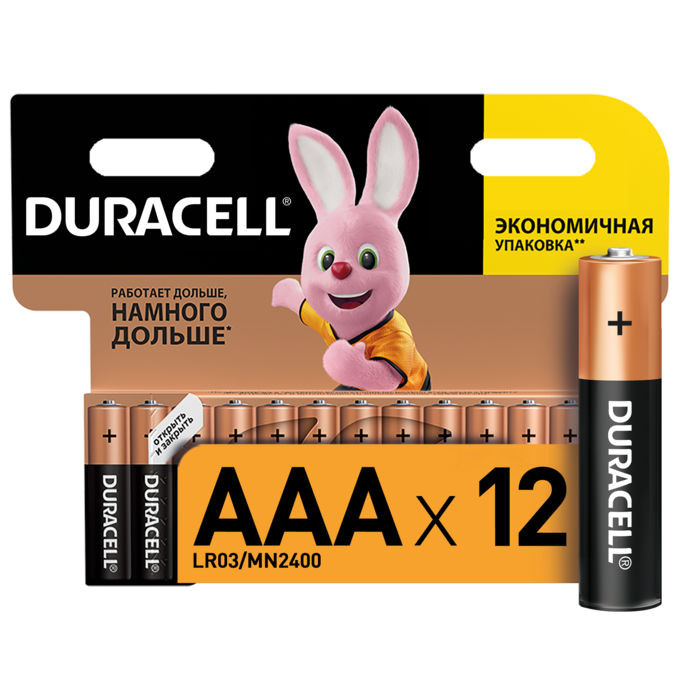 DURACELL®
ЭКОНОМИЧНАЯ
УПАКОВКА**
РАБОТАЕТ ДОЛЬШЕ,
НАМНОГО
ДОЛЬШЕ*
открыть
и закрыть
+
+
+
+
+
+
+
+
+
+
+
+
DURACELL®
DURACELL®
AAA x 12
LR03/MN2400
+
DURACELL®